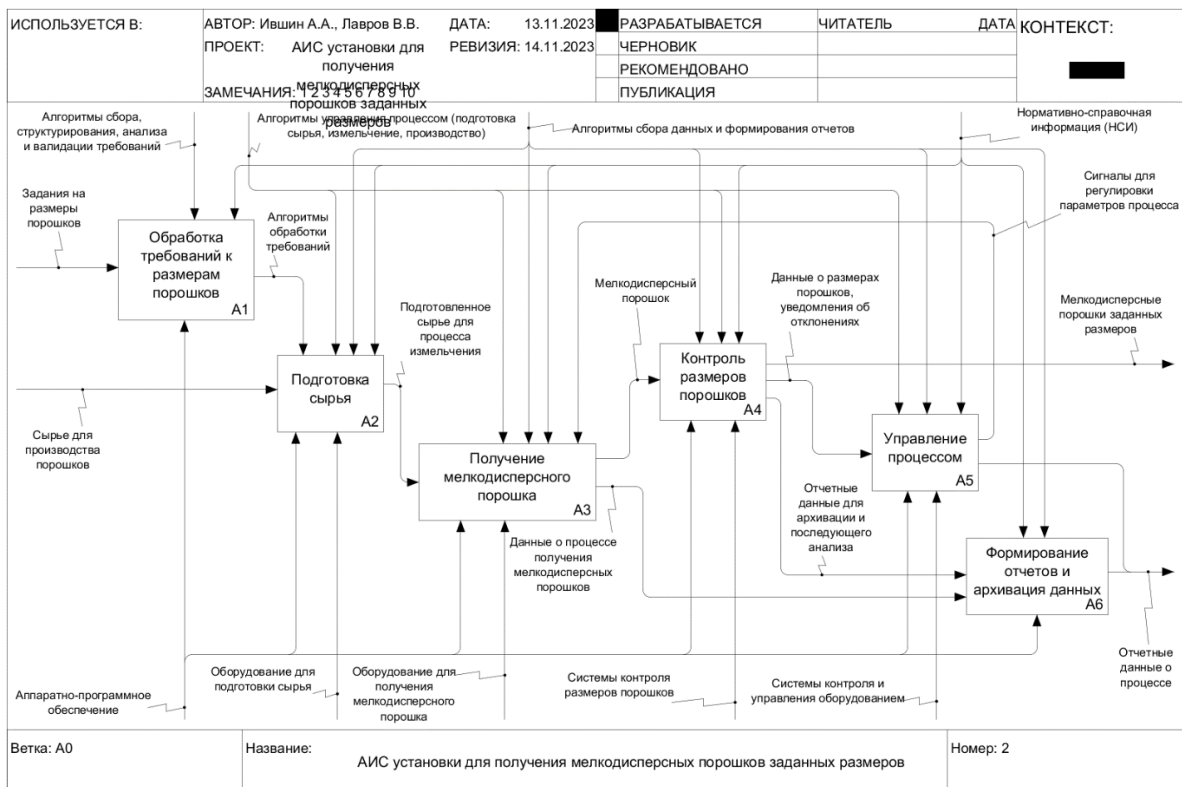 ИСПОЛЬЗУЕТСЯ В:
АВТОР: Ившин А.А., Лавров В.В.
ДАТА: 13.11.2023
ПРОЕКТ: АИС установки для
получения
мелкодисперсных
порошков заданных
размеров
РЕВИЗИЯ: 14.11.2023
ЗАМЕЧАНИЯ: 1 2 3 4 5 6 7 8 9 10
РАЗРАБАТЫВАЕТСЯ
ЧЕРНОВИК
РЕКОМЕНДОВАНО
ПУБЛИКАЦИЯ
ЧИТАТЕЛЬ
ДАТА
КОНТЕКСТ:
Алгоритмы сбора,
структурирования, анализа
и валидации требований
Алгоритмы управления процессом (подготовка
сырья, измельчение, производство)
Алгоритмы сбора данных и формирования отчетов
Нормативно-справочная
информация (НСИ)
Задания на
размеры
порошков
Сигналы для
регулировки
параметров процесса
Обработка
требований к
размерам
порошков
A1
Алгоритмы
обработки
требований
Подготовленное
сырье для
процесса
измельчения
Мелкодисперсный
порошок
Данные о размерах
порошков,
уведомления об
отклонениях
Мелкодисперсные
порошки заданных
размеров
Подготовка
сырья
A2
Контроль
размеров
порошков
A4
Сырье для
производства
порошков
Получение
мелкодисперсного
порошка
A3
Управление
процессом
A5
Данные о процессе
получения
мелкодисперсных
порошков
Отчетные
данные для
архивации и
последующего
анализа
Формирование
отчетов и
архивация данных
A6
Отчетные
данные о
процессе
Аппаратно-программное
обеспечение
Оборудование для
подготовки сырья
Оборудование для
получения
мелкодисперсного
порошка
Системы контроля
размеров порошков
Системы контроля и
управления оборудованием
Ветка: A0
Название:
АИС установки для получения мелкодисперсных порошков заданных размеров
Номер: 2